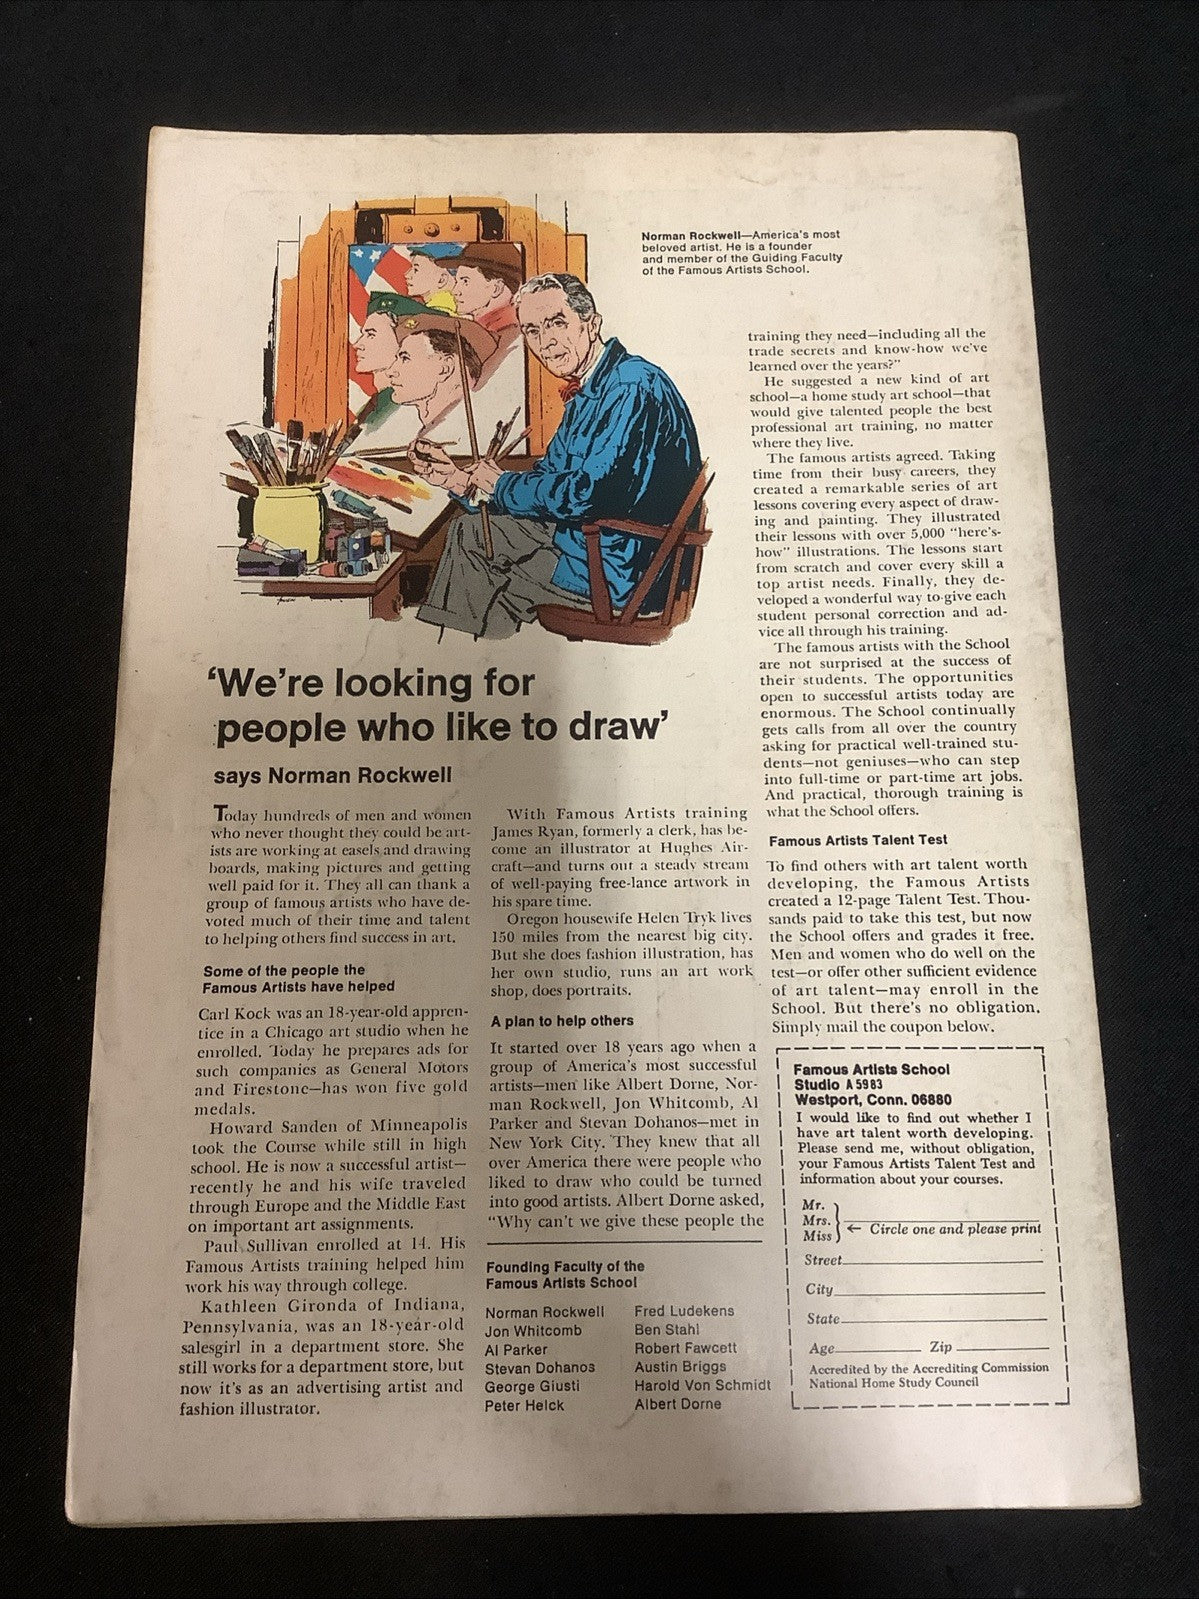 Norman Rockwell—America's most
beloved artist. He is a founder
and member of the Guiding Faculty
of the Famous Artists School.
'We're looking for
people who like to draw'
says Norman Rockwell
Today hundreds of men and women
who never thought they could be art-
ists are working at easels and drawing
boards, making pictures and getting
well paid for it. They all can thank a
group of famous artists who have de-
voted much of their time and talent
to helping others find success in art.
Some of the people the
Famous Artists have helped
Carl Kock was an 18-year-old appren-
tice in a Chicago art studio when he
enrolled. Today he prepares ads for
such companies as General Motors
and Firestone—has won five gold
medals.
Howard Sanden of Minneapolis
took the Course while still in high
school. He is now a successful artist—
recently he and his wife traveled
through Europe and the Middle East
on important art assignments.
Paul Sullivan enrolled at 14. His
Famous Artists training helped him
work his way through college.
Kathleen Gironda of Indiana,
Pennsylvania, was an 18-year-old
salesgirl in a department store. She
still works for a department store, but
now it's as an advertising artist and
fashion illustrator.
With Famous Artists training
James Ryan, formerly a clerk, has be-
come an illustrator at Hughes Air-
craft—and turns out a steady stream
of well-paying free-lance artwork in
his spare time.
Oregon housewife Helen Tryk lives
150 miles from the nearest big city.
But she does fashion illustration, has
her own studio, runs an art work
shop, does portraits.
A plan to help others
It started over 18 years ago when a
group of America's most successful
artists—men like Albert Dorne, Nor-
man Rockwell, Jon Whitcomb, Al
Parker and Stevan Dohanos—met in
New York City. They knew that all
over America there were people who
liked to draw who could be turned
into good artists. Albert Dorne asked,
"Why can't we give these people the
training they need—including all the
trade secrets and know-how we've
learned over the years?"
He suggested a new kind of art
school—a home study art school—that
would give talented people the best
professional art training, no matter
where they live.
The famous artists agreed. Taking
time from their busy careers, they
created a remarkable series of art
lessons covering every aspect of draw-
ing and painting. They illustrated
their lessons with over 5,000 "here's-
how" illustrations. The lessons start
from scratch and cover every skill a
top artist needs. Finally, they de-
veloped a wonderful way to give each
student personal correction and ad-
vice all through his training.
The famous artists with the School
are not surprised at the success of
their students. The opportunities
open to successful artists today are
enormous. The School continually
gets calls from all over the country
asking for practical well-trained stu-
dents—not geniuses—who can step
into full-time or part-time art jobs.
And practical, thorough training is
what the School offers.
Famous Artists Talent Test
To find others with art talent worth
developing, the Famous Artists
created a 12-page Talent Test. Thou-
sands paid to take this test, but now
the School offers and grades it free.
Men and women who do well on the
test—or offer other sufficient evidence
of art talent—may enroll in the
School. But there's no obligation.
Simply mail the coupon below.
Founding Faculty of the
Famous Artists School
Norman Rockwell
Jon Whitcomb
Al Parker
Stevan Dohanos
George Giusti
Peter Helck
Fred Ludekens
Ben Stahl
Robert Fawcett
Austin Briggs
Harold Von Schmidt
Albert Dorne
Famous Artists School
Studio A 5983
Westport, Conn. 06880
I would like to find out whether I
have art talent worth developing.
Please send me, without obligation,
your Famous Artists Talent Test and
information about your courses.
Mr.
Mrs.
Miss
← Circle one and please print
Street
City
State
Age Zip
Accredited by the Accrediting Commission
National Home Study Council